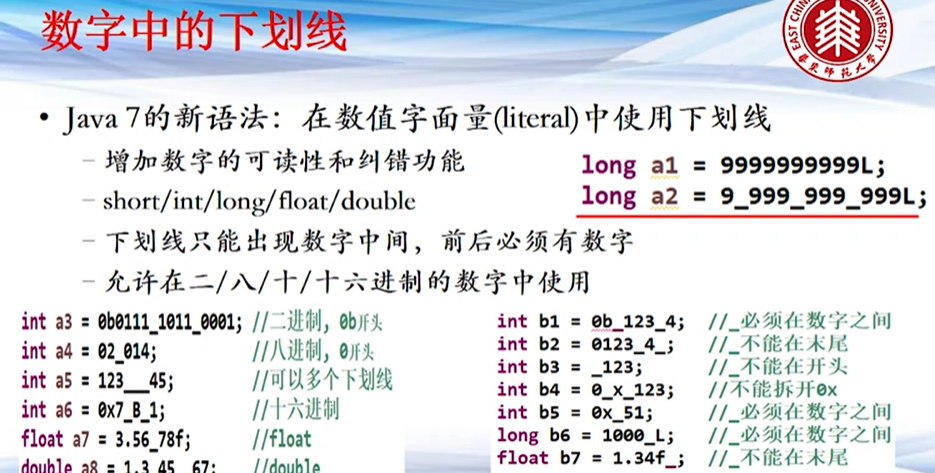 数字中的下划线
EAST CHINA UNIVERSITY
华东师范大学
• Java 7的新语法：在数值字面量(literal)中使用下划线
– 增加数字的可读性和纠错功能
– short/int/long/float/double
– 下划线只能出现数字中间，前后必须有数字
– 允许在二/八/十/十六进制的数字中使用
long a1 = 9999999999L;
long a2 = 9_999_999_999L;
int a3 = 0b0111_1011_0001; //二进制，0b开头
int a4 = 02_014; //八进制，0开头
int a5 = 123___45; //可以多个下划线
int a6 = 0x7_B_1; //十六进制
float a7 = 3.56_78f; //float
double a8 = 1.3_45__67; //double
int b1 = 0b_123_4; //_必须在数字之间
int b2 = 0123_4_; //_不能在末尾
int b3 = _123; //_不能在开头
int b4 = 0_x_123; //不能拆开0x
int b5 = 0x_51; //_必须在数字之间
long b6 = 1000_L; //_必须在数字之间
float b7 = 1.34f_; //_不能在末尾